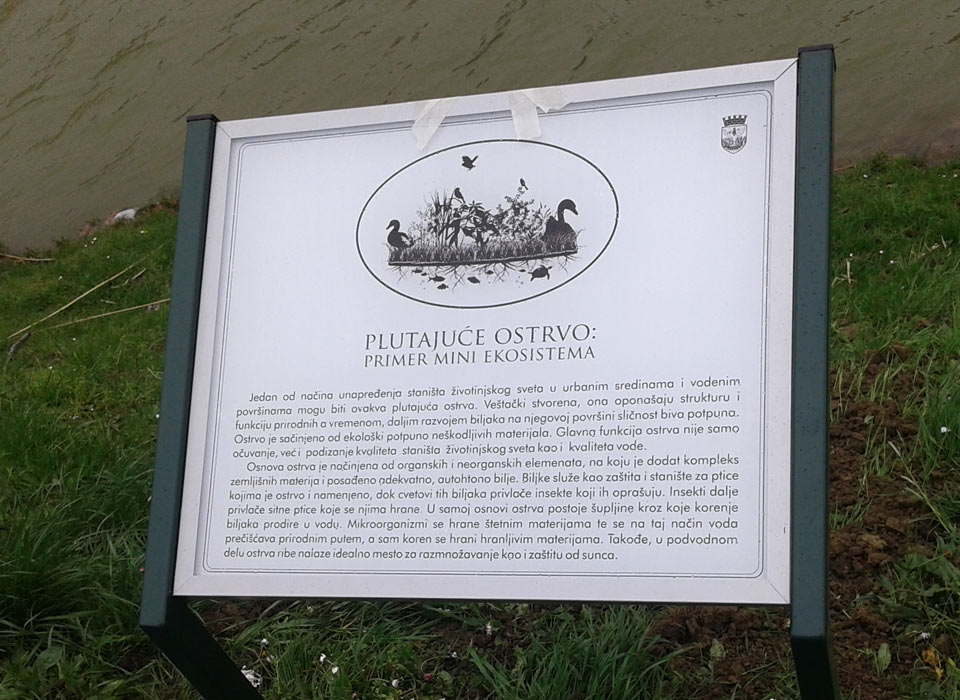 PLUTAJUĆE OSTRVO:
PRIMER MINI EKOSISTEMA
Jedan od načina unapređenja staništa životinjskog sveta u urbanim sredinama i vodenim
površinama mogu biti ovakva plutajuća ostrva. Veštački stvorena, ona oponašaju strukturu i
funkciju prirodnih a vremenom, daljim razvojem biljaka na njegovoj površini sličnost biva potpuna.
Ostrvo je sačinjeno od ekološki potpuno neškodljivih materijala. Glavna funkcija ostrva nije samo
očuvanje, već i podizanje kvaliteta staništa životinjskog sveta kao i kvaliteta vode.
Osnova ostrva je načinjena od organskih i neorganskih elemenata, na koju je dodat kompleks
zemljišnih materija i posađeno adekvatno, autohtono bilje. Biljke služe kao zaštita i stanište za ptice
kojima je ostrvo i namenjeno, dok cvetovi tih biljaka privlače insekte koji ih oprašuju. Insekti dalje
privlače sitne ptice koje se njima hrane. U samoj osnovi ostrva postoje šupljine kroz koje korenje
biljaka prodire u vodu. Mikroorganizmi se hrane štetnim materijama te se na taj način voda
prečišćava prirodnim putem, a sam koren se hrani hranljivim materijama. Takođe, u podvodnom
delu ostrva ribe nalaze idealno mesto za razmnožavanje kao i zaštitu od sunca.